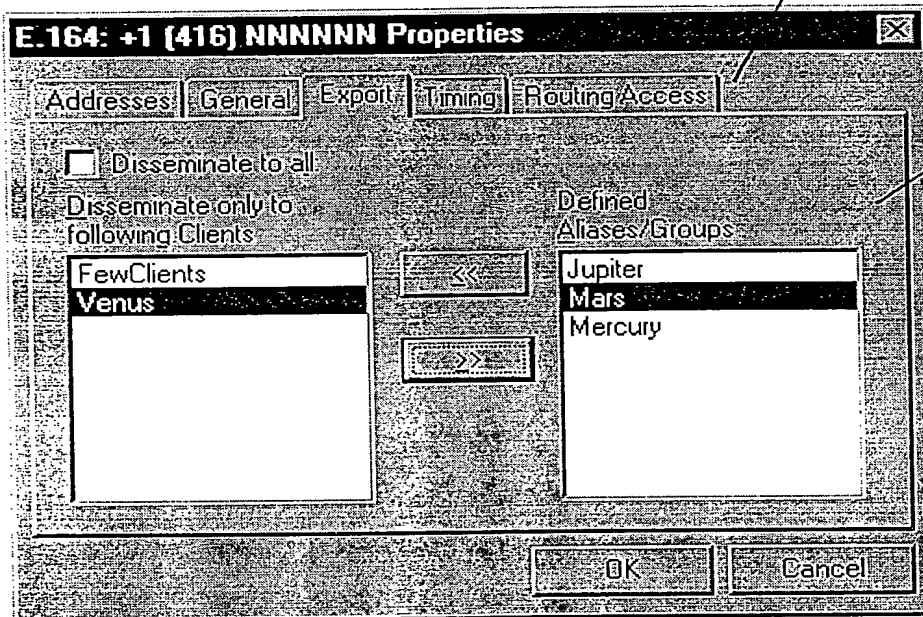 E.164: +1 (416) NNNNNN Properties
Addresses General Export Timing Routing Access
Disseminate to all
Disseminate only to
following Clients
FewClients
Venus
<<
>>
Defined
Aliases/Groups
Jupiter
Mars
Mercury
OK Cancel